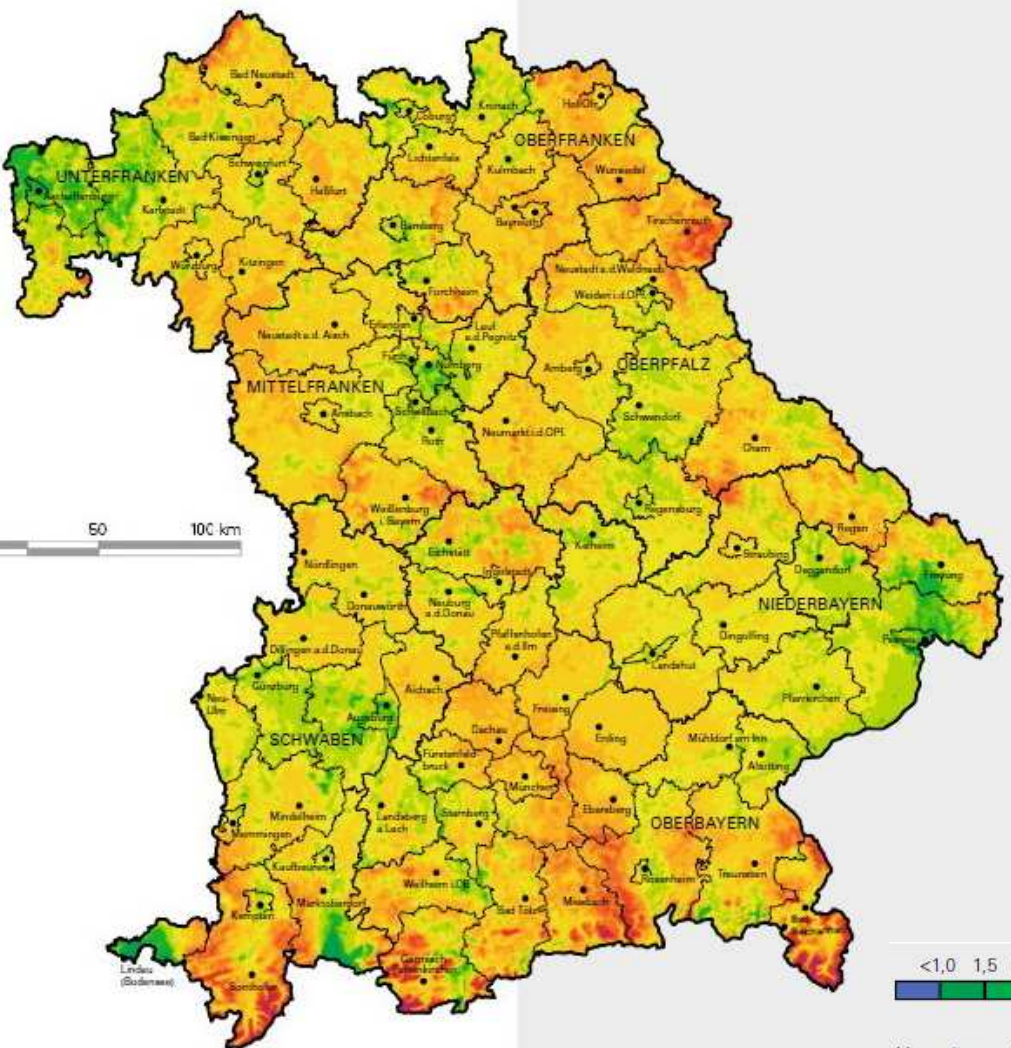 Bad Neustadt
Kronach
Hof
Coburg
OBERFRANKEN
Bad Kissingen
Lichtenfels
UNTERFRANKEN
Schweinfurt
Kulmbach
Wunsiedel
Haßfurt
Aschaffenburg
Karlstadt
Bayreuth
Tirschenreuth
Bamberg
Würzburg
Kitzingen
Neustadt a.d.Waldnaab
Forchheim
Weiden i.d.OPf.
Neustadt a.d. Aisch
Erlangen
Lauf
a.d.Pegnitz
Fürth
Nürnberg
Amberg
OBERPFALZ
MITTELFRANKEN
Ansbach
Schwabach
Schwandorf
Roth
Neumarkt i.d.OPf.
Cham
Weißenburg
i. Bayern
Regensburg
50
100 km
Regen
Eichstätt
Kelheim
Straubing
Nördlingen
Ingolstadt
Deggendorf
Freyung
Donauwörth
Neuburg
a.d.Donau
NIEDERBAYERN
Pfaffenhofen
a.d.Ilm
Dingolfing
Passau
Dillingen a.d.Donau
Landshut
Günzburg
Aichach
Pfarrkirchen
Neu-
Ulm
Augsburg
Freising
SCHWABEN
Dachau
Erding
Mühldorf am Inn
Fürstenfeld-
bruck
Altötting
München
Mindelheim
Landsberg
a.Lech
Starnberg
Ebersberg
OBERBAYERN
Memmingen
Kaufbeuren
Rosenheim
Traunstein
Weilheim i.OB
Marktoberdorf
Miesbach
Kempten
Bad Tölz
Bad
Reichenhall
Garmisch-
Partenkirchen
Lindau
(Bodensee)
Sonthofen
<1,0 1,5